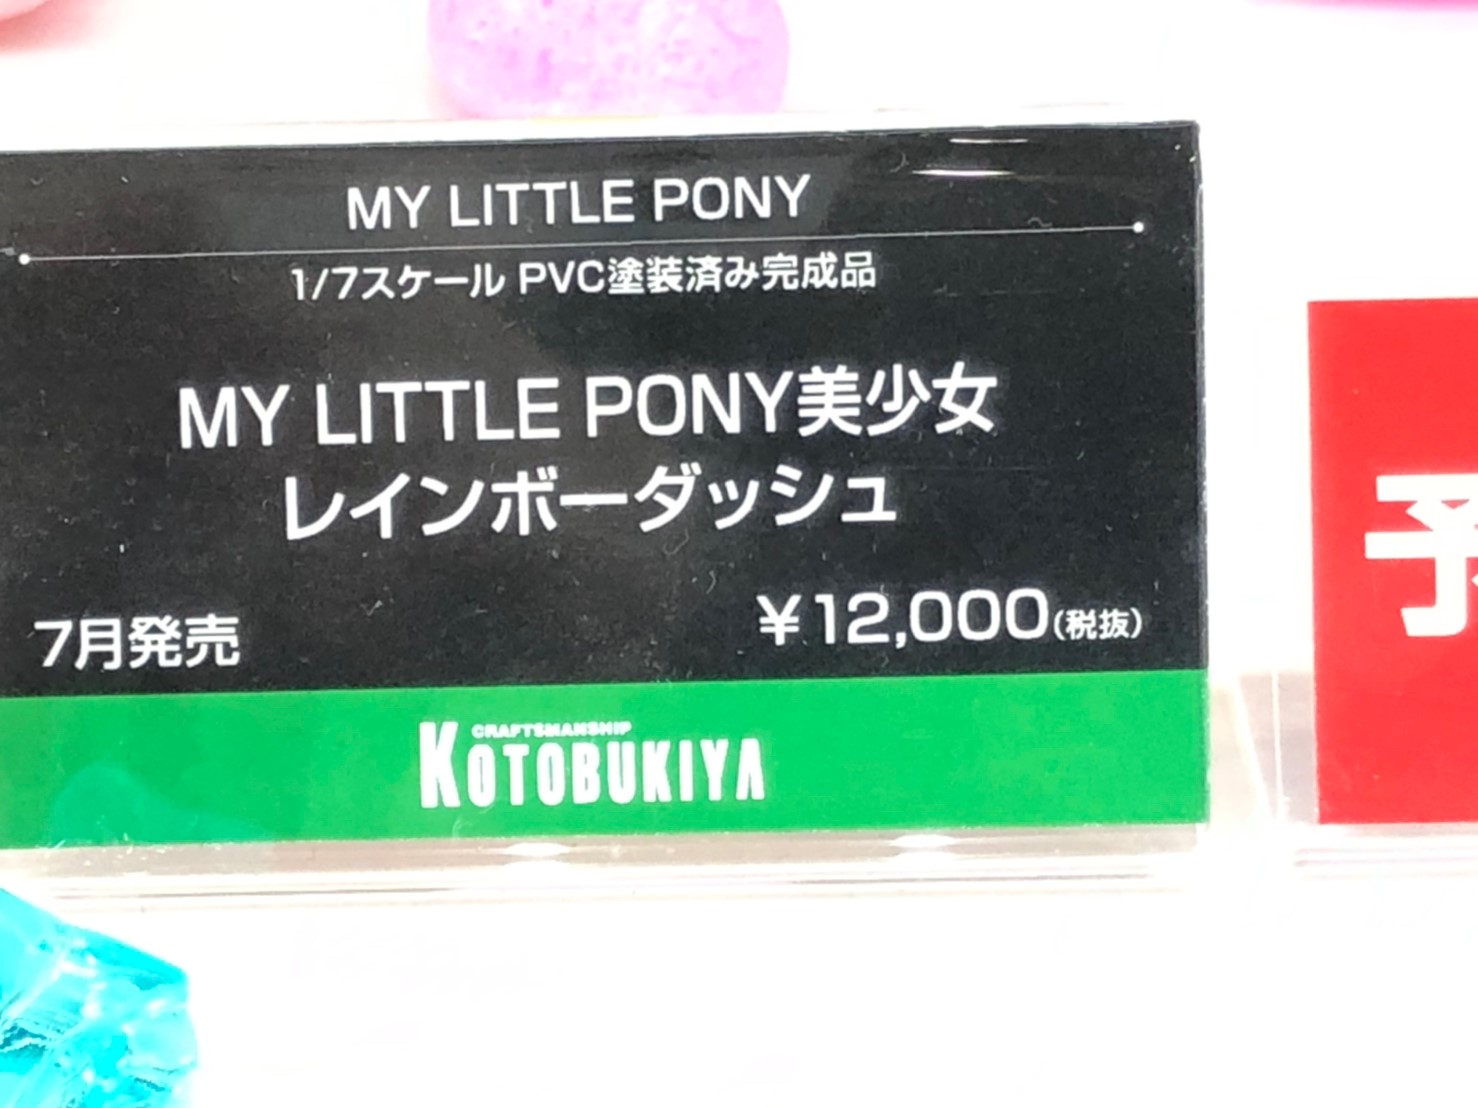 MY LITTLE PONY
1/7スケール PVC塗装済み完成品
MY LITTLE PONY美少女
レインボーダッシュ
7月発売
¥12,000(税抜)
CRAFTSMANSHIP
KOTOBUKIYA
予